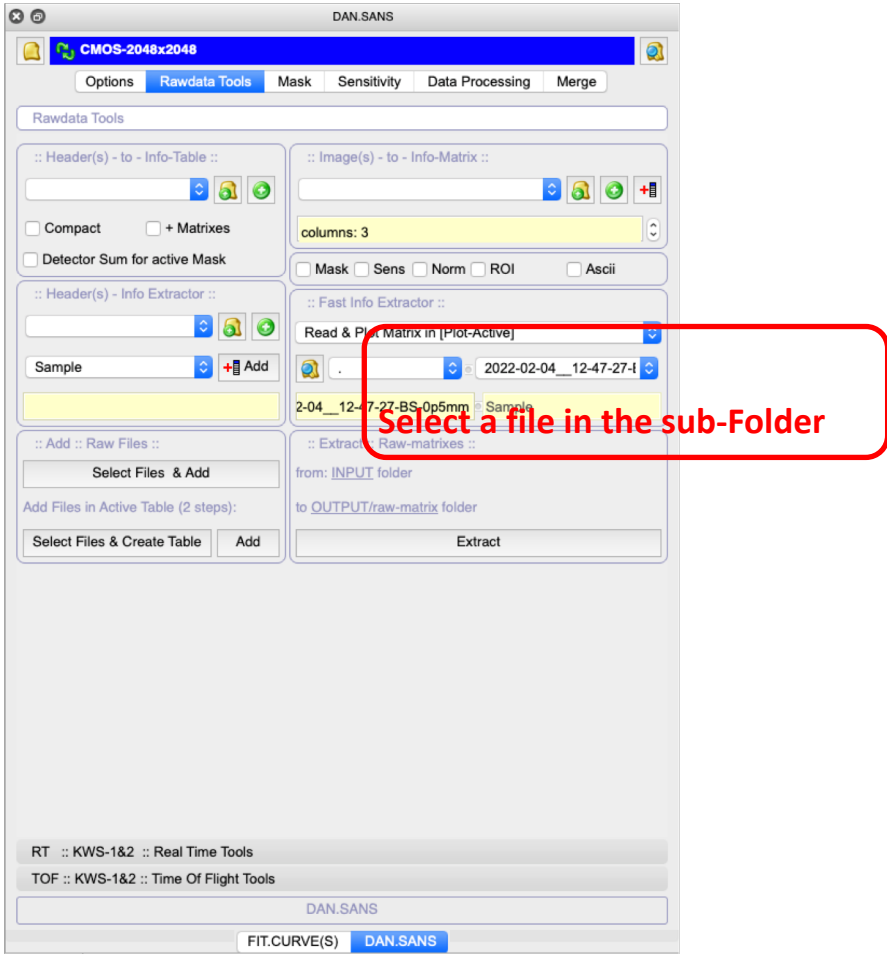 DAN.SANS
CMOS-2048x2048
Options Rawdata Tools Mask Sensitivity Data Processing Merge
Rawdata Tools
:: Header(s) - to - Info-Table ::
Compact + Matrixes
Detector Sum for active Mask
:: Image(s) - to - Info-Matrix ::
columns: 3
Mask Sens Norm ROI Ascii
:: Header(s) - Info Extractor ::
Sample Add
:: Fast Info Extractor ::
Read & Plot Matrix in [Plot-Active]
. 2022-02-04__12-47-27-
2-04__12-47-27-BS-0p5mm Sample
Select a file in the sub-Folder
:: Add :: Raw Files ::
Select Files & Add
Add Files in Active Table (2 steps):
Select Files & Create Table Add
:: Extract :: Raw-matrixes ::
from: INPUT folder
to OUTPUT/raw-matrix folder
Extract
RT :: KWS-1&2 :: Real Time Tools
TOF :: KWS-1&2 :: Time Of Flight Tools
DAN.SANS
FIT.CURVE(S) DAN.SANS